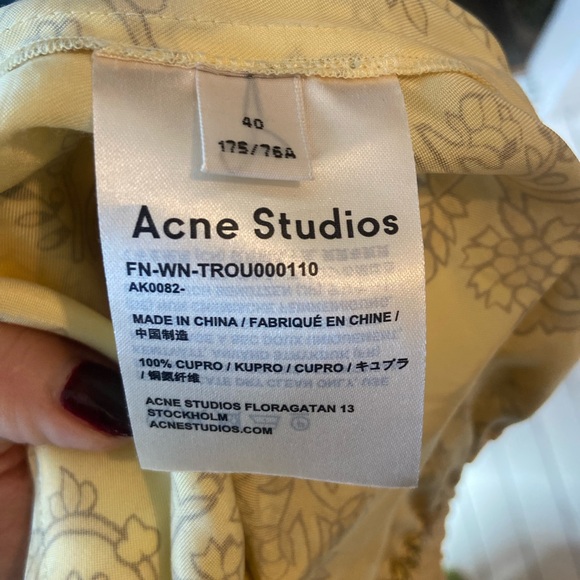 40
175/76A
Acne Studios
FN-WN-TROU000110
AK0082-
MADE IN CHINA / FABRIQUÉ EN CHINE /
中国制造
100% CUPRO / KUPRO / CUPRO / キュプラ
/ 铜氨纤维
ACNE STUDIOS FLORAGATAN 13
STOCKHOLM
ACNESTUDIOS.COM